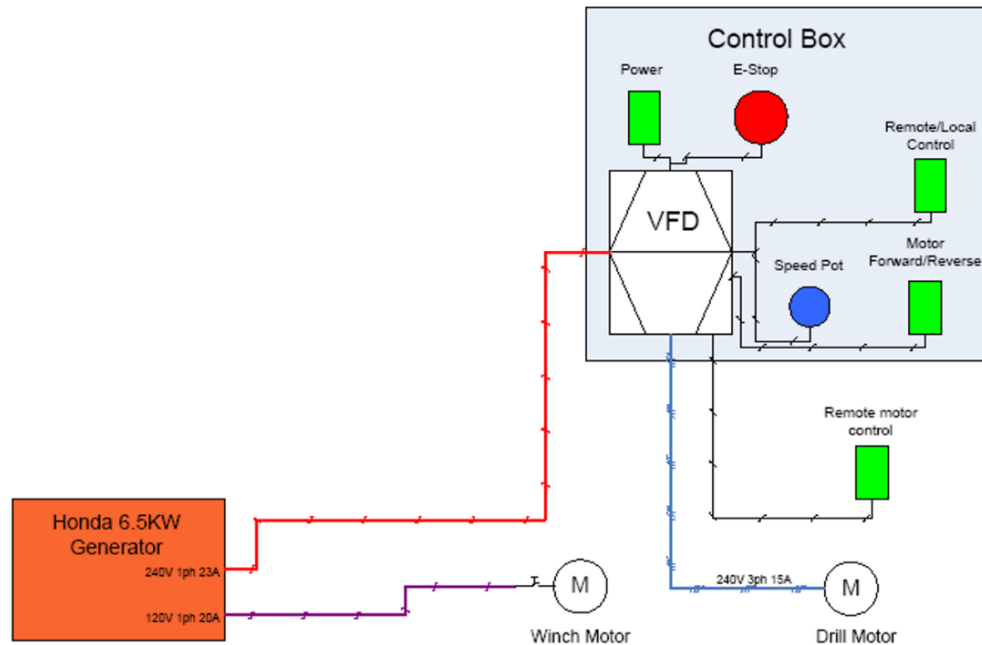 Control Box
Power
E-Stop
Remote/Local
Control
VFD
Speed Pot
Motor
Forward/Reverse
Remote motor
control
Honda 6.5KW
Generator
240V 1ph 23A
120V 1ph 20A
M
Winch Motor
240V 3ph 15A
M
Drill Motor